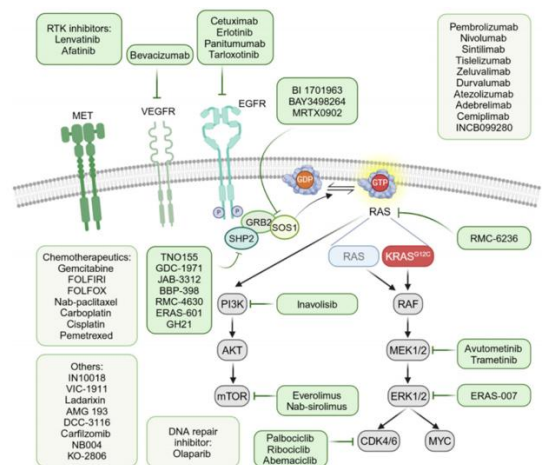 RTK inhibitors:
Lenvatinib
Afatinib
Bevacizumab
Cetuximab
Erlotinib
Panitumumab
Tarloxotinib
Pembrolizumab
Nivolumab
Sintilimab
Tislelizumab
Zeluvalimab
Durvalumab
Atezolizumab
Adebrelimab
Cemiplimab
INCB099280
BI 1701963
BAY3498264
MRTX0902
MET
VEGFR
EGFR
GDP
GTP
P
P
GRB2
SOS1
SHP2
RAS
RMC-6236
Chemotherapeutics:
Gemcitabine
FOLFIRI
FOLFOX
Nab-paclitaxel
Carboplatin
Cisplatin
Pemetrexed
TNO155
GDC-1971
JAB-3312
BBP-398
RMC-4630
ERAS-601
GH21
RAS
KRASG12C
PI3K
Inavolisib
RAF
AKT
MEK1/2
Avutometinib
Trametinib
mTOR
Everolimus
Nab-sirolimus
ERK1/2
ERAS-007
Others:
IN10018
VIC-1911
Ladarixin
AMG 193
DCC-3116
Carfilzomib
NB004
KO-2806
DNA repair
inhibitor:
Olaparib
Palbociclib
Ribociclib
Abemaciclib
CDK4/6
MYC